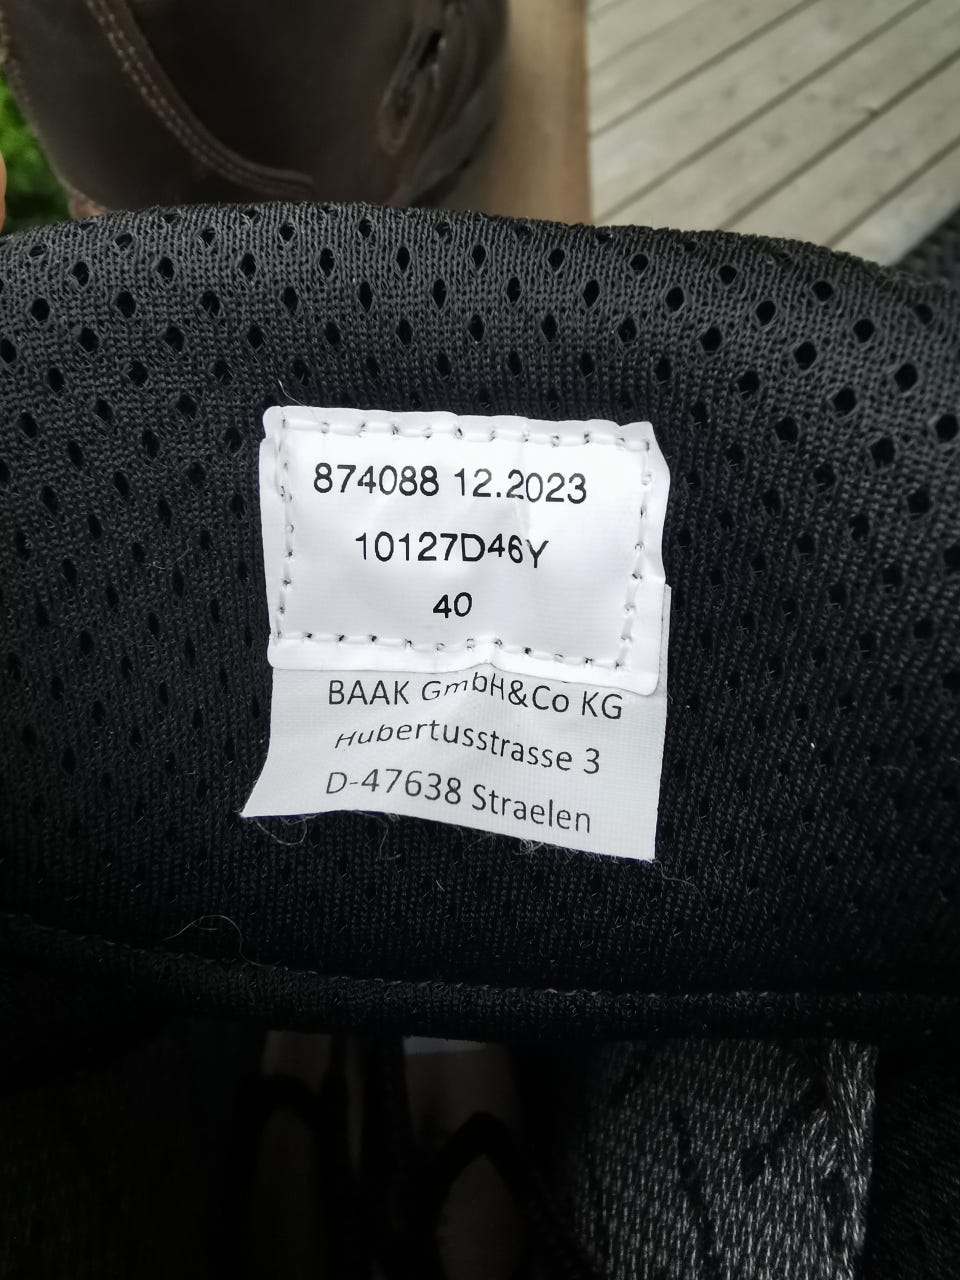 874088 12.2023
10127D46Y
40
BAAK GmbH&Co KG
Hubertusstrasse 3
D-47638 Straelen